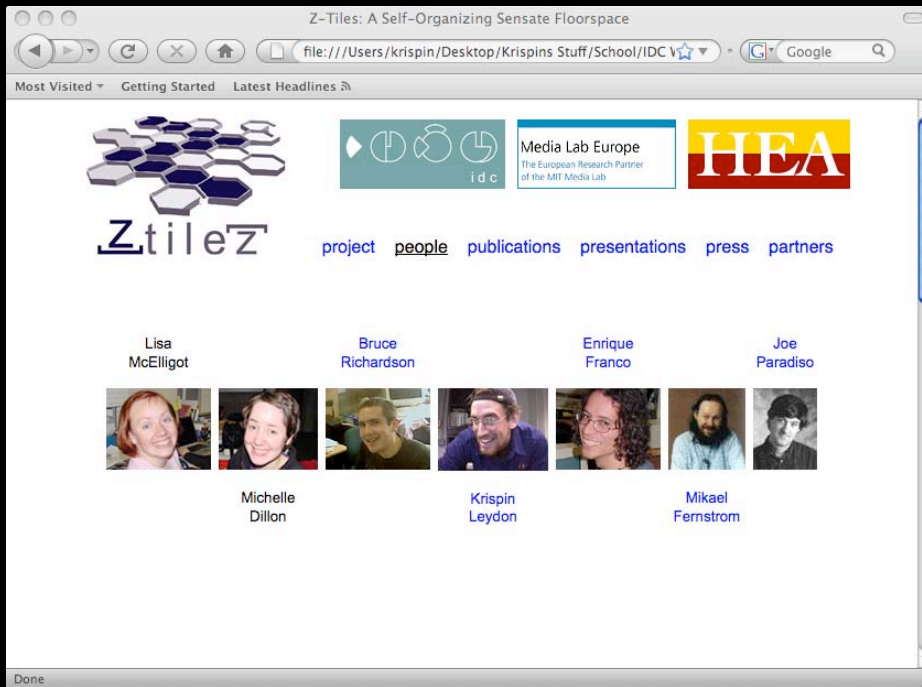 Z-Tiles: A Self-Organizing Sensate Floorspace
file:///Users/krispin/Desktop/Krispins Stuff/School/IDC
Google
Most Visited
Getting Started
Latest Headlines
idc
Media Lab Europe
The European Research Partner
of the MIT Media Lab
HEA
Ztilez
project people publications presentations press partners
Lisa
McElligot
Bruce
Richardson
Enrique
Franco
Joe
Paradiso
Michelle
Dillon
Krispin
Leydon
Mikael
Fernstrom
Done